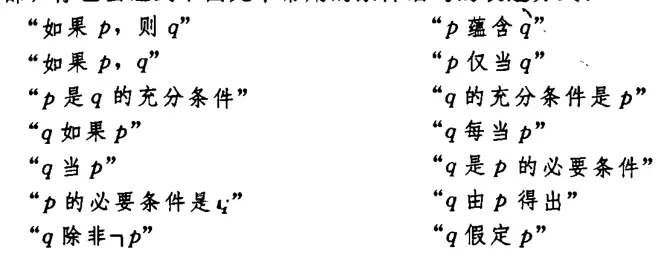 “如果 p，则 q” “p 蕴含 q”
“如果 p，q” “p 仅当 q”
“p 是 q 的充分条件” “q 的充分条件是 p”
“q 如果 p” “q 每当 p”
“q 当 p” “q 是 p 的必要条件”
“p 的必要条件是 q” “q 由 p 得出”
“q 除非¬p” “q 假定 p”